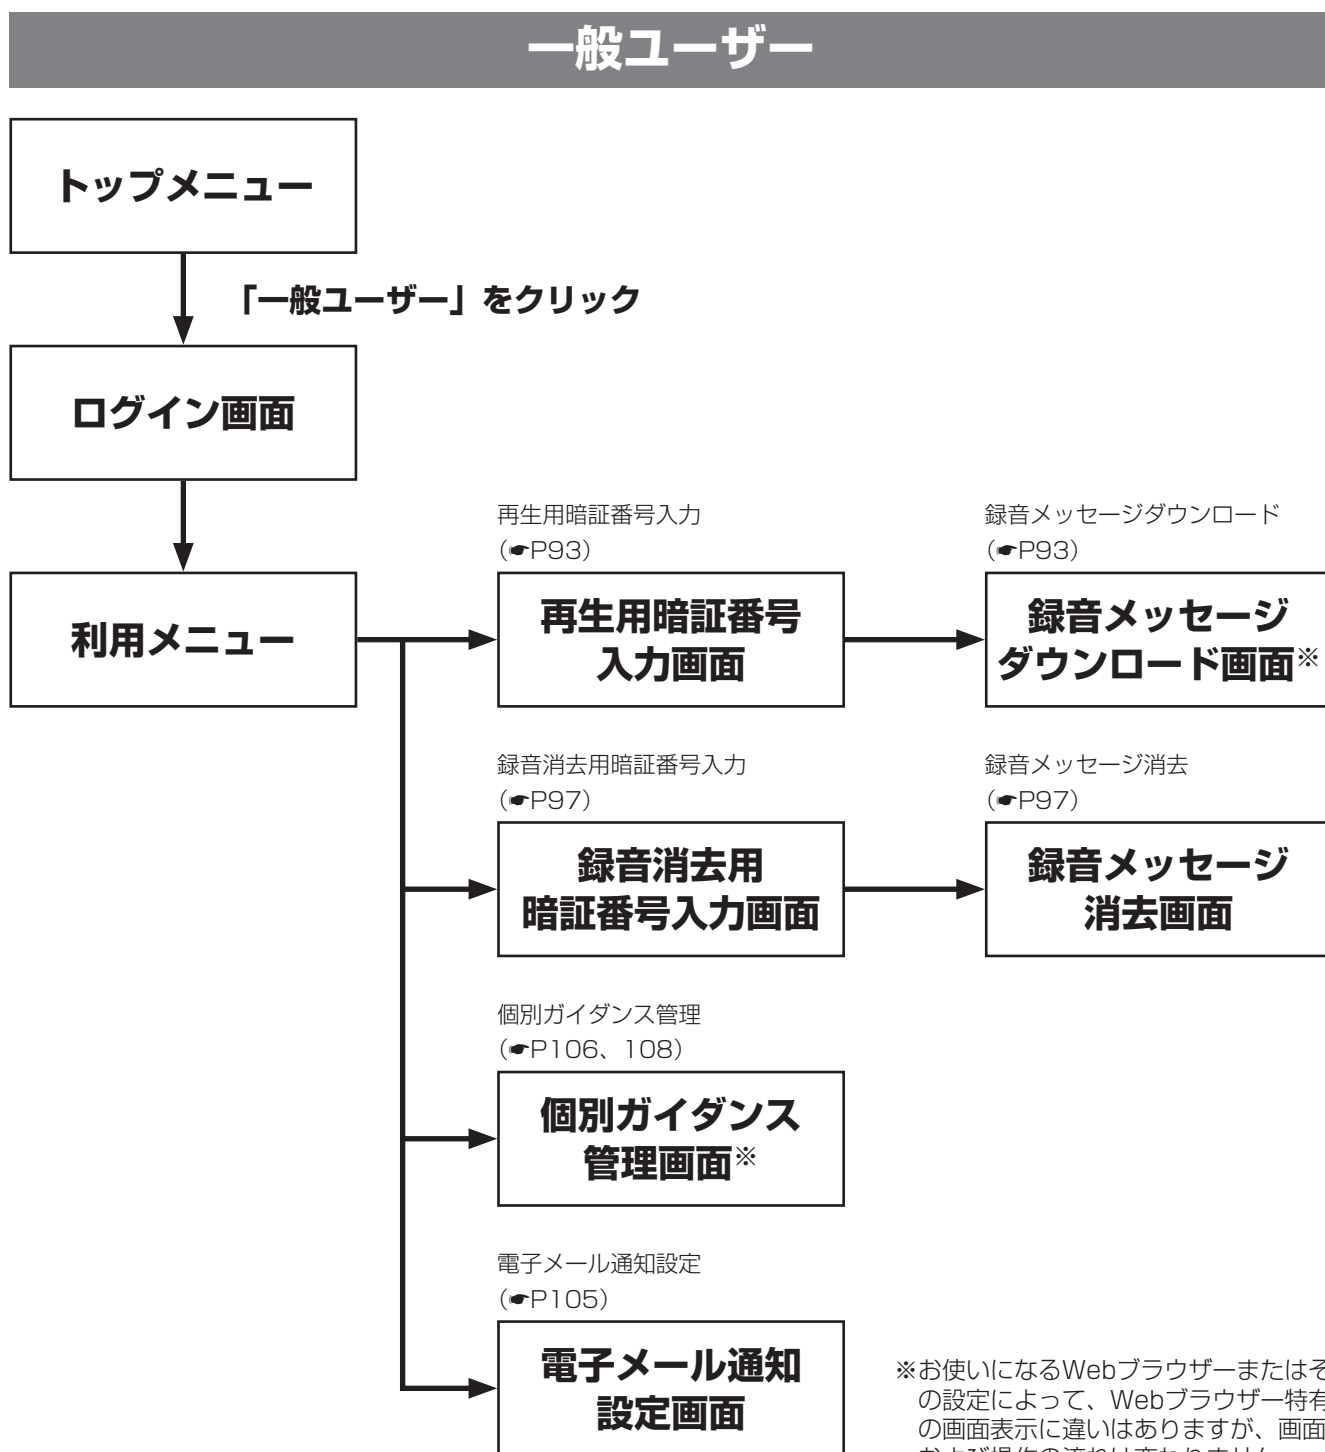 一般ユーザー
トップメニュー
「一般ユーザー」をクリック
ログイン画面
利用メニュー
再生用暗証番号入力
(☛P93)
再生用暗証番号
入力画面
録音メッセージダウンロード
(☛P93)
録音メッセージ
ダウンロード画面※
録音消去用暗証番号入力
(☛P97)
録音消去用
暗証番号入力画面
録音メッセージ消去
(☛P97)
録音メッセージ
消去画面
個別ガイダンス管理
(☛P106、108)
個別ガイダンス
管理画面※
電子メール通知設定
(☛P105)
電子メール通知
設定画面
※お使いになるWebブラウザーまたはそ
の設定によって、Webブラウザー特有
の画面表示に違いはありますが、画面